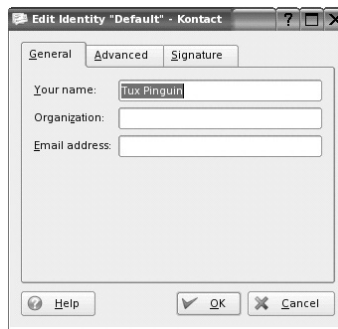 Edit Identity "Default" - Kontact
General Advanced Signature
Your name: Tux Pinguin
Organization:
Email address:
Help OK Cancel